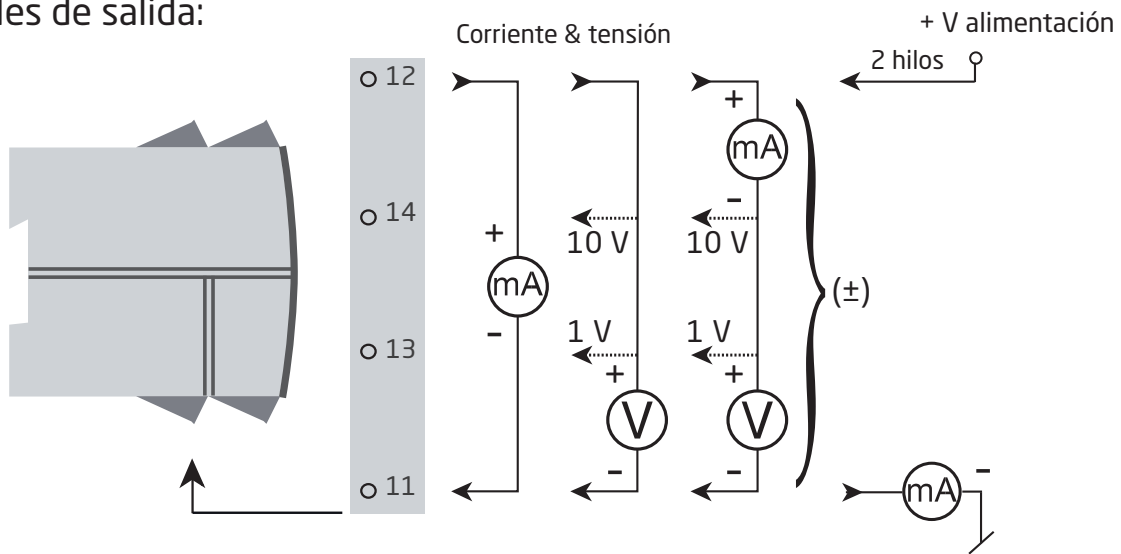 les de salida:
Corriente & tensión
+ V alimentación
2 hilos
12
14
13
11
+
mA
-
10 V
1 V
+
V
-
+
mA
-
10 V
1 V
+
V
-
(±)
mA
-